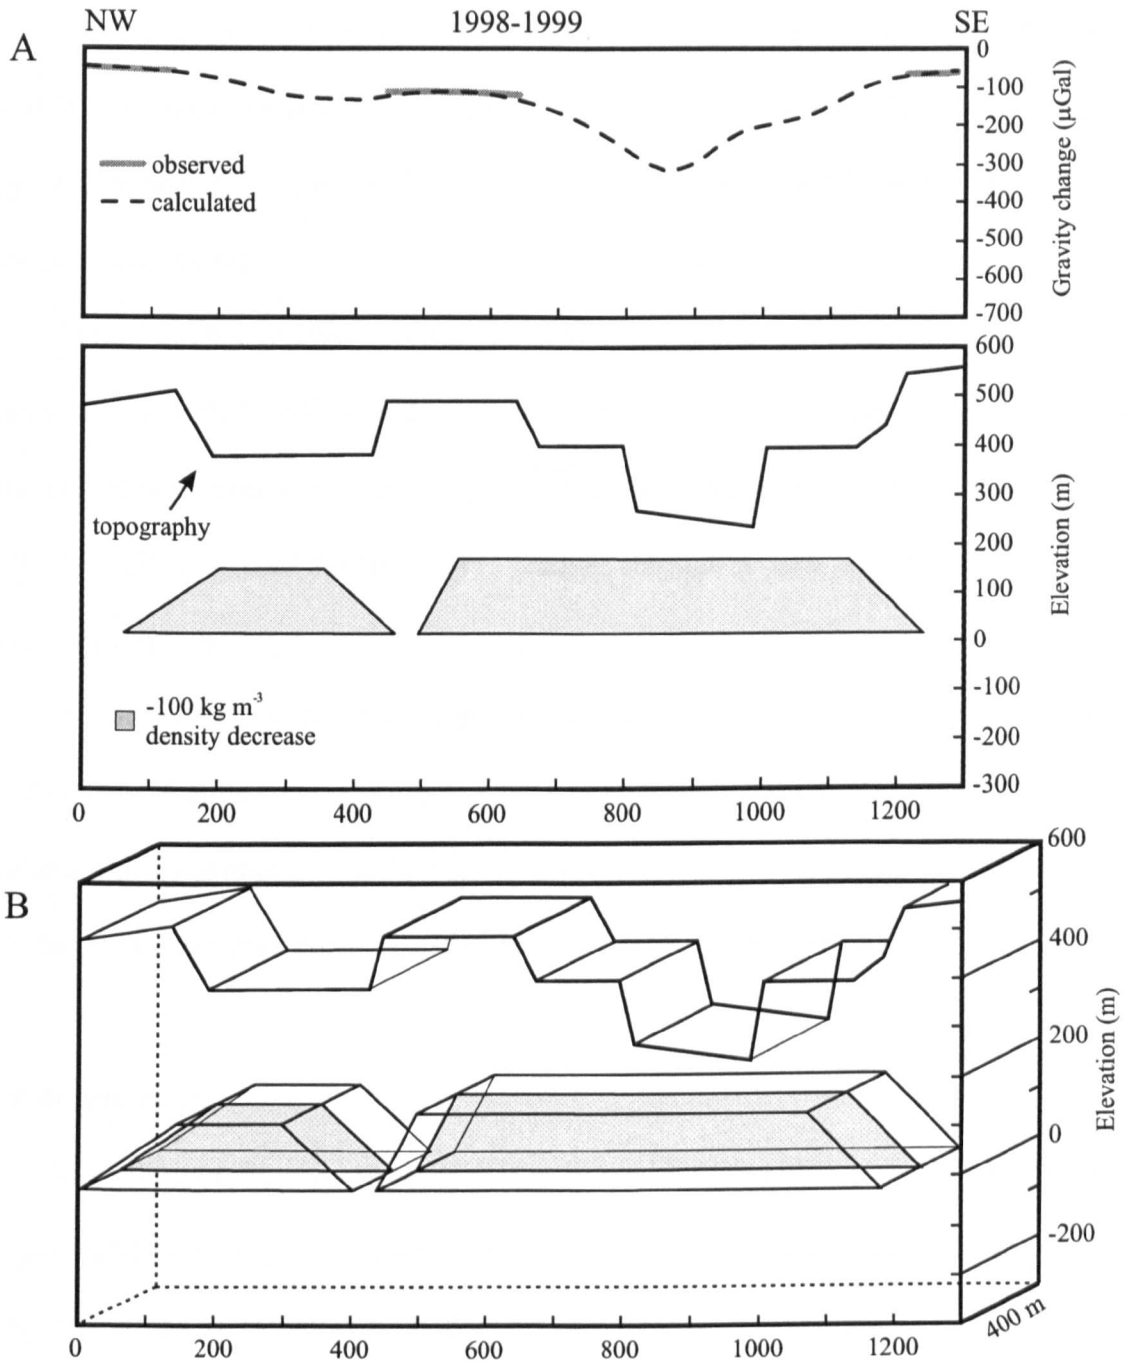 NW 1998-1999 SE
A
0
-100
-200
-300
-400
-500
-600
-700
Gravity change (µGal)
observed
calculated
600
500
400
300
200
100
0
-100
-200
-300
Elevation (m)
topography
-100 kg m⁻³
density decrease
0 200 400 600 800 1000 1200
B
600
400
200
0
-200
Elevation (m)
400 m
0 200 400 600 800 1000 1200